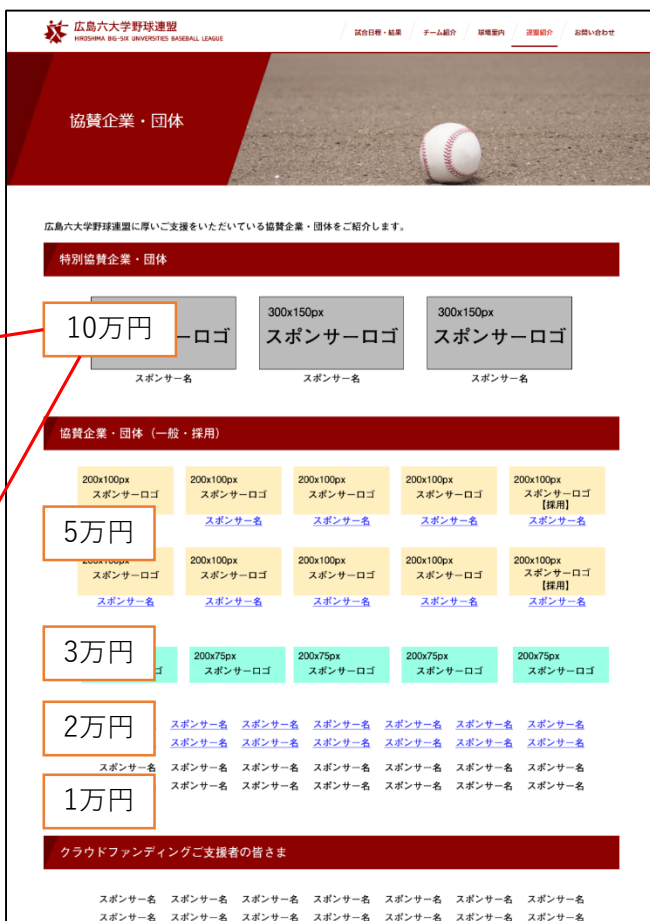 広島六大学野球連盟
HIROSHIMA BIG-SIX UNIVERSITIES BASEBALL LEAGUE
試合日程・結果 チーム紹介 球場案内 連盟紹介 お問い合わせ
協賛企業・団体
広島六大学野球連盟に厚いご支援をいただいている協賛企業・団体をご紹介します。
特別協賛企業・団体
300x150px 300x150px
10万円 ーロゴ スポンサーロゴ スポンサーロゴ
スポンサー名 スポンサー名 スポンサー名
協賛企業・団体（一般・採用）
200x100px 200x100px 200x100px 200x100px 200x100px
スポンサーロゴ スポンサーロゴ スポンサーロゴ スポンサーロゴ スポンサーロゴ
【採用】
スポンサー名 スポンサー名 スポンサー名 スポンサー名
5万円
200x100px 200x100px 200x100px 200x100px
スポンサーロゴ スポンサーロゴ スポンサーロゴ スポンサーロゴ スポンサーロゴ
【採用】
スポンサー名 スポンサー名 スポンサー名 スポンサー名 スポンサー名
3万円
200x75px 200x75px 200x75px 200x75px
ゴ スポンサーロゴ スポンサーロゴ スポンサーロゴ スポンサーロゴ
2万円
スポンサー名 スポンサー名 スポンサー名 スポンサー名 スポンサー名 スポンサー名
スポンサー名 スポンサー名 スポンサー名 スポンサー名 スポンサー名 スポンサー名
スポンサー名 スポンサー名 スポンサー名 スポンサー名 スポンサー名 スポンサー名 スポンサー名
スポンサー名 スポンサー名 スポンサー名 スポンサー名 スポンサー名 スポンサー名
1万円
クラウドファンディングご支援者の皆さま
スポンサー名 スポンサー名 スポンサー名 スポンサー名 スポンサー名 スポンサー名 スポンサー名
スポンサー名 スポンサー名 スポンサー名 スポンサー名 スポンサー名 スポンサー名 スポンサー名